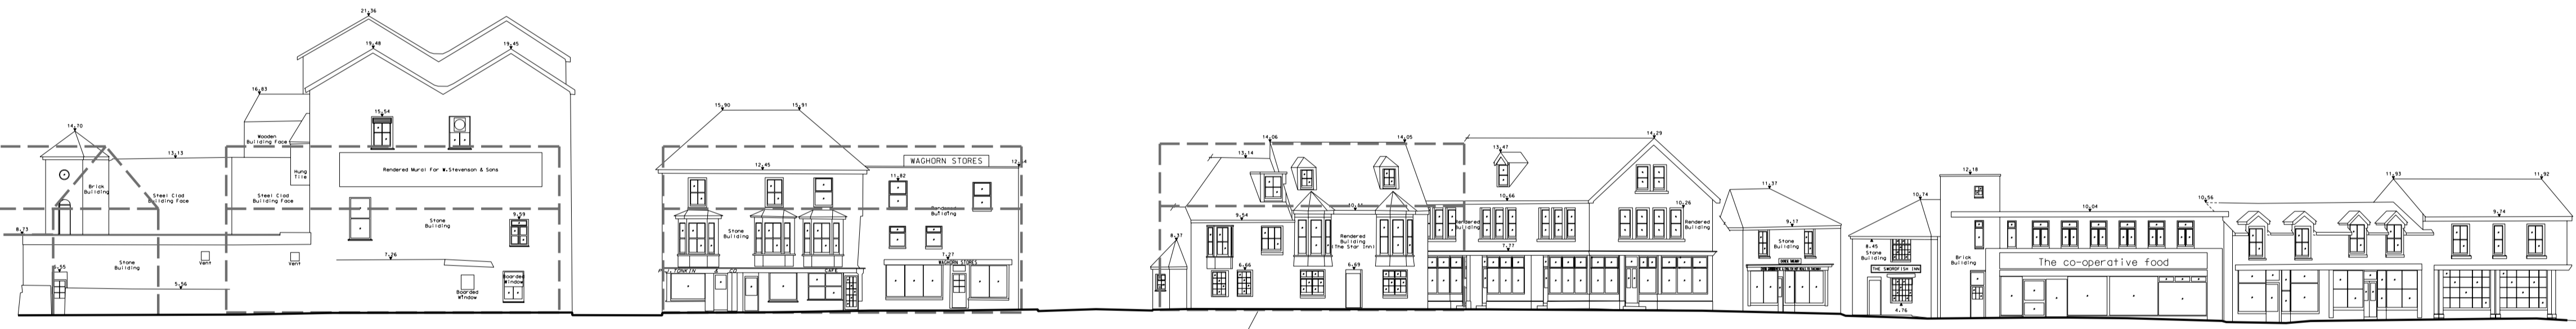 21.36
19.48
19.45
16.83
15.54
14.70
13.13
Wooden
Building Face
Rendered Mural For W.Stevenson & Sons
Hung
Tile
Brick
Building
Steel Clad
Building Face
Steel Clad
Building Face
Stone
Building
9.59
8.73
Vent
Vent
7.26
Stone
Building
5.56
Boarded
Window
Boarded
Window
15.90
15.91
12.45
WAGHORN STORES
11.82
Rendered
Building
Stone
Building
7.27
WAGHORN STORES
TONKIN & CO
CAFE
14.06
14.05
13.14
9.54
8.37
6.66
6.69
Rendered
Building
(The Star Inn)
14.29
13.47
10.66
10.26
Rendered
Building
Rendered
Building
7.77
11.37
9.17
Stone
Building
10.74
8.45
Stone
Building
THE SWORDFISH INN
4.76
12.18
Brick
Building
10.04
The co-operative food
10.56
11.93
11.92
9.74